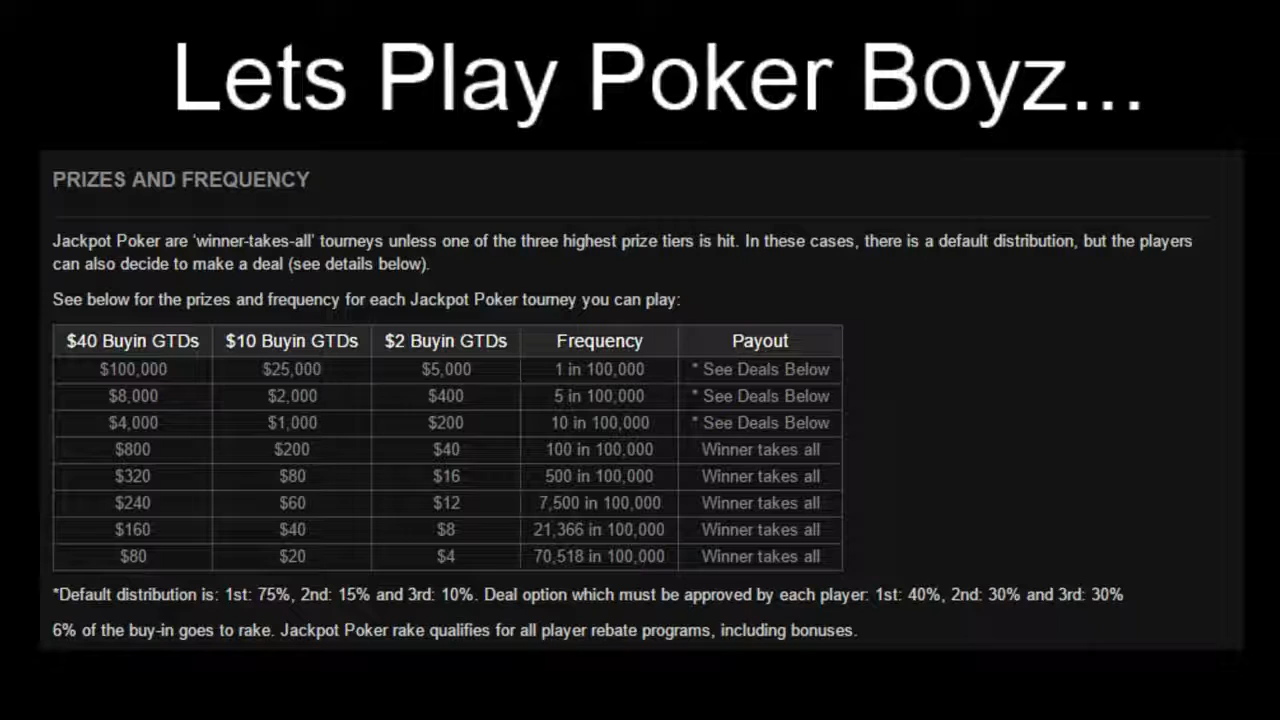 Lets Play Poker Boyz...
PRIZES AND FREQUENCY
Jackpot Poker are 'winner-takes-all' tourneys unless one of the three highest prize tiers is hit. In these cases, there is a default distribution, but the players
can also decide to make a deal (see details below).
See below for the prizes and frequency for each Jackpot Poker tourney you can play:
$40 Buyin GTDs $10 Buyin GTDs $2 Buyin GTDs Frequency Payout
$100,000 $25,000 $5,000 1 in 100,000 * See Deals Below
$8,000 $2,000 $400 5 in 100,000 * See Deals Below
$4,000 $1,000 $200 10 in 100,000 * See Deals Below
$800 $200 $40 100 in 100,000 Winner takes all
$320 $80 $16 500 in 100,000 Winner takes all
$240 $60 $12 7,500 in 100,000 Winner takes all
$160 $40 $8 21,366 in 100,000 Winner takes all
$80 $20 $4 70,518 in 100,000 Winner takes all
*Default distribution is: 1st: 75%, 2nd: 15% and 3rd: 10%. Deal option which must be approved by each player: 1st: 40%, 2nd: 30% and 3rd: 30%
6% of the buy-in goes to rake. Jackpot Poker rake qualifies for all player rebate programs, including bonuses.